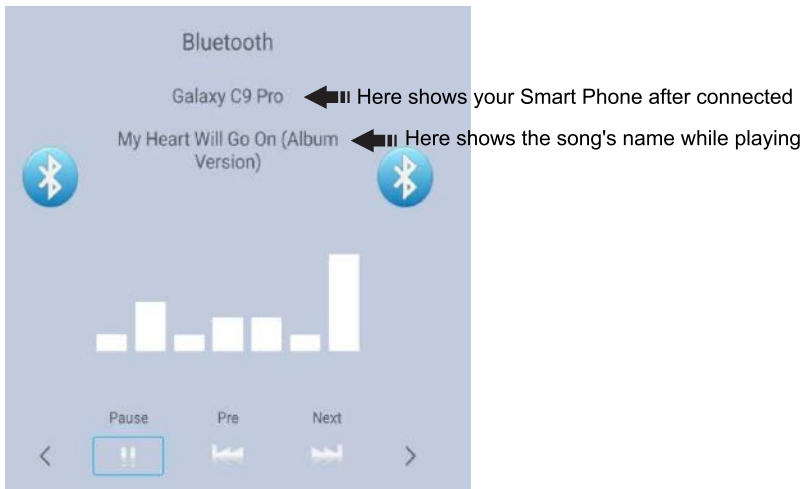 Bluetooth
Galaxy C9 Pro
Here shows your Smart Phone after connected
My Heart Will Go On (Album
Version)
Here shows the song's name while playing
Pause Pre Next